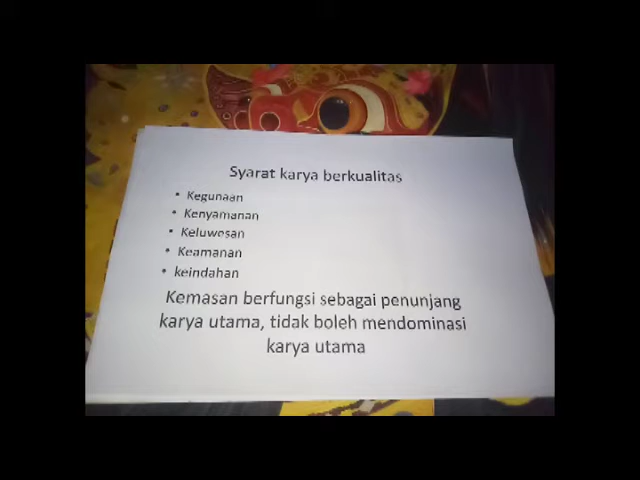 Syarat karya berkualitas
• Kegunaan
• Kenyamanan
• Keluwesan
• Keamanan
• keindahan
Kemasan berfungsi sebagai penunjang
karya utama, tidak boleh mendominasi
karya utama